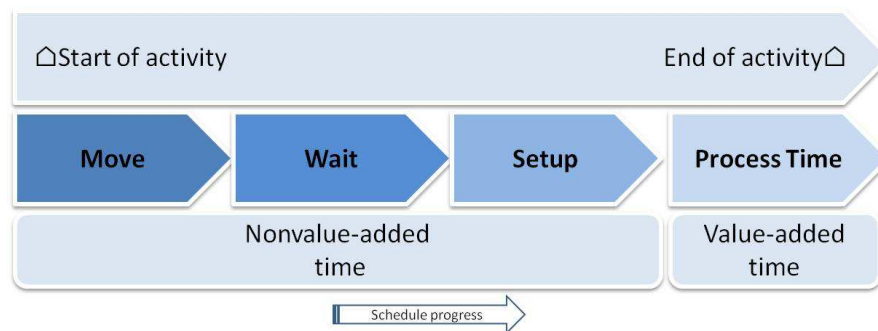 ⌂Start of activity End of activity⌂
Move Wait Setup Process Time
Nonvalue-added
time
Value-added
time
Schedule progress